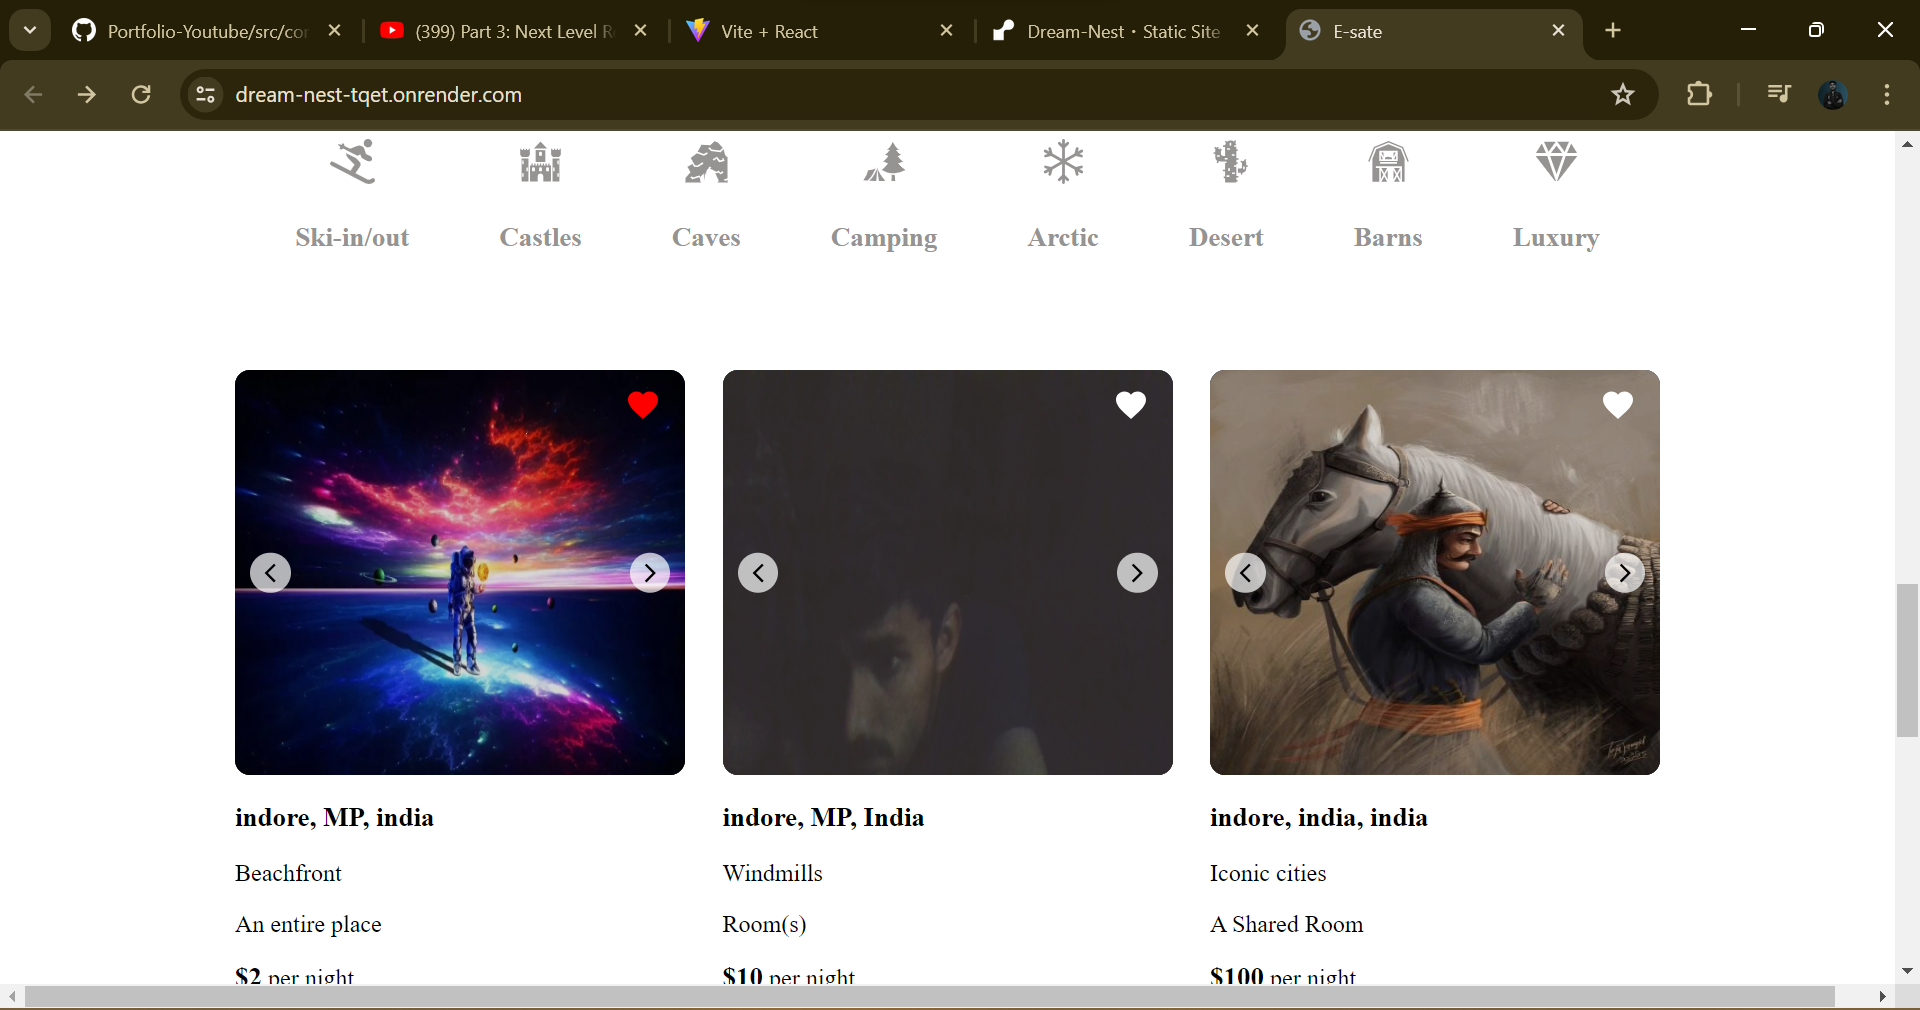 Portfolio-Youtube/src/cor
(399) Part 3: Next Level R
Vite + React
Dream-Nest · Static Site
E-sate
dream-nest-tqet.onrender.com
Ski-in/out Castles Caves Camping Arctic Desert Barns Luxury
indore, MP, india
Beachfront
An entire place
$2 per night
indore, MP, India
Windmills
Room(s)
$10 per night
indore, india, india
Iconic cities
A Shared Room
$100 per night